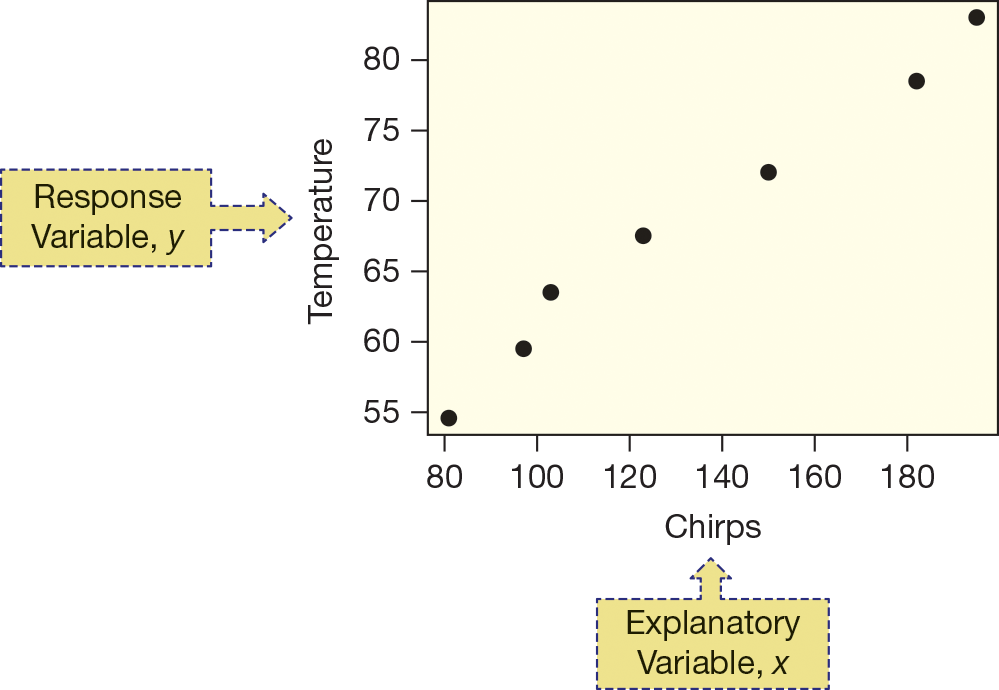 80
75
70
65
60
55
Temperature
Response
Variable, y
80 100 120 140 160 180
Chirps
Explanatory
Variable, x